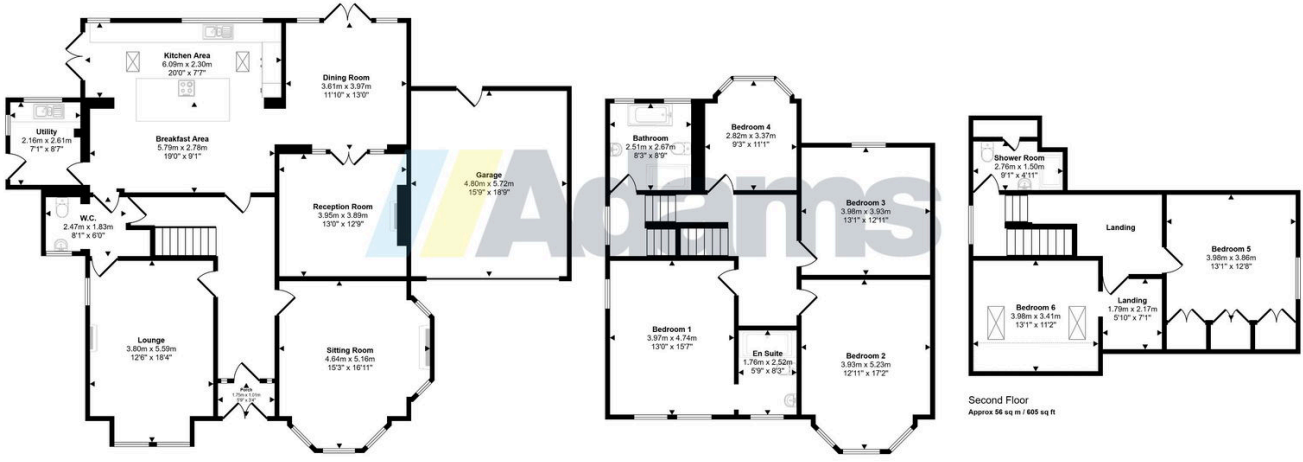 Kitchen Area
6.09m x 2.30m
20'0" x 7'7"
Dining Room
3.61m x 3.97m
11'10" x 13'0"
Utility
2.16m x 2.61m
7'1" x 8'7"
Breakfast Area
5.79m x 2.78m
19'0" x 9'1"
Garage
4.80m x 5.72m
15'9" x 18'9"
W.C.
2.47m x 1.83m
8'1" x 6'0"
Reception Room
3.95m x 3.89m
13'0" x 12'9"
Lounge
3.80m x 5.59m
12'6" x 18'4"
Sitting Room
4.64m x 5.16m
15'3" x 16'11"
Porch
Adams
Bathroom
2.51m x 2.67m
8'3" x 8'9"
Bedroom 4
2.82m x 3.37m
9'3" x 11'1"
Bedroom 3
3.98m x 3.93m
13'1" x 12'11"
Bedroom 1
3.97m x 4.74m
13'0" x 15'7"
En Suite
1.76m x 2.52m
5'9" x 8'3"
Bedroom 2
3.93m x 5.23m
12'11" x 17'2"
Shower Room
2.76m x 1.50m
9'1" x 4'11"
Landing
Bedroom 5
3.98m x 3.86m
13'1" x 12'8"
Bedroom 6
3.98m x 3.41m
13'1" x 11'2"
Landing
1.79m x 2.17m
5'10" x 7'1"
Second Floor
Approx 56 sq m / 605 sq ft